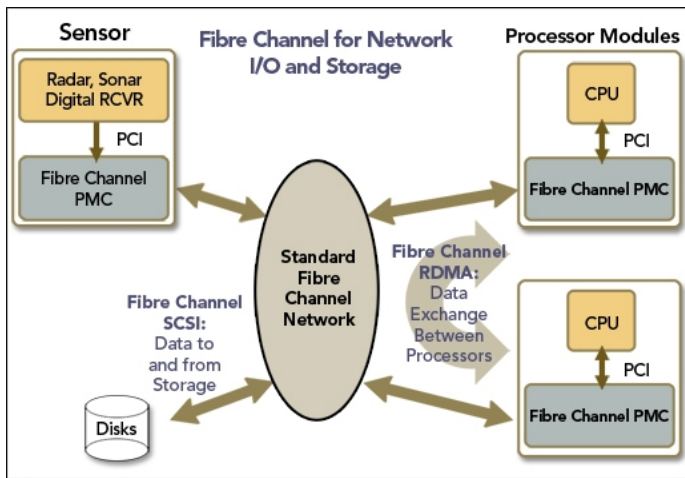 Sensor
Fibre Channel for Network
I/O and Storage
Processor Modules
Radar, Sonar
Digital RCVR
PCI
Fibre Channel
PMC
CPU
PCI
Fibre Channel PMC
Standard
Fibre
Channel
Network
Fibre Channel
RDMA:
Data
Exchange
Between
Processors
Fibre Channel
SCSI:
Data to
and from
Storage
Disks
CPU
PCI
Fibre Channel PMC